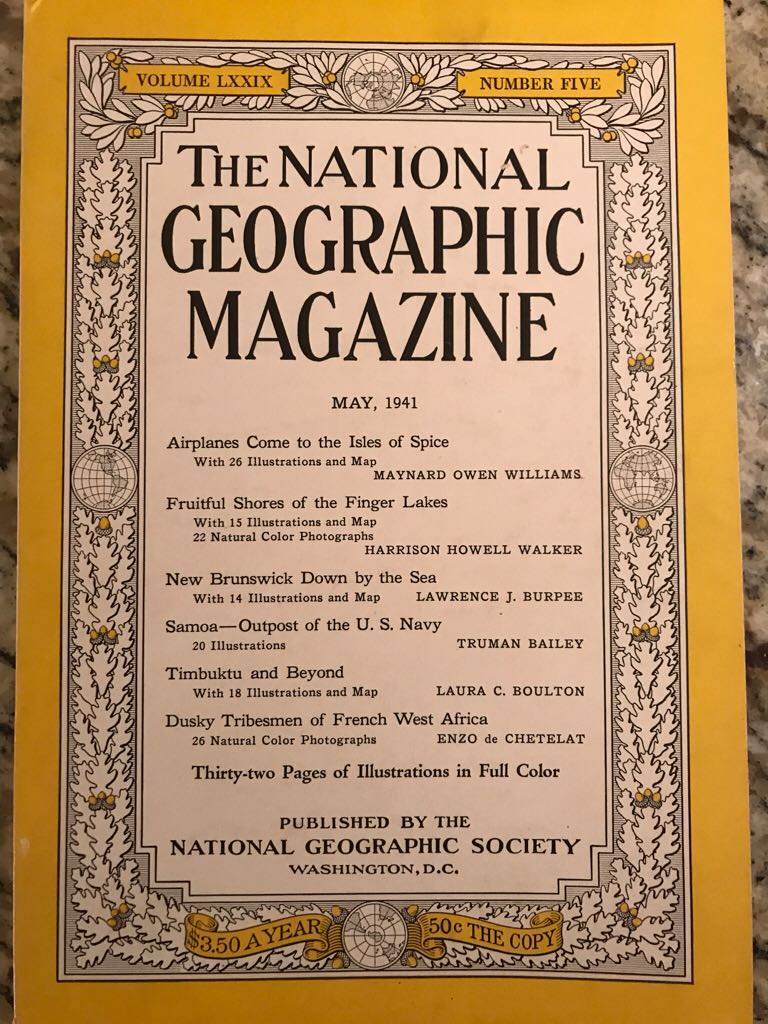 VOLUME LXXIX NUMBER FIVE
THE NATIONAL
GEOGRAPHIC
MAGAZINE
MAY, 1941
Airplanes Come to the Isles of Spice
With 26 Illustrations and Map
MAYNARD OWEN WILLIAMS
Fruitful Shores of the Finger Lakes
With 15 Illustrations and Map
22 Natural Color Photographs
HARRISON HOWELL WALKER
New Brunswick Down by the Sea
With 14 Illustrations and Map LAWRENCE J. BURPEE
Samoa—Outpost of the U. S. Navy
20 Illustrations TRUMAN BAILEY
Timbuktu and Beyond
With 18 Illustrations and Map LAURA C. BOULTON
Dusky Tribesmen of French West Africa
26 Natural Color Photographs ENZO de CHETELAT
Thirty-two Pages of Illustrations in Full Color
PUBLISHED BY THE
NATIONAL GEOGRAPHIC SOCIETY
WASHINGTON, D.C.
$3.50 A YEAR 50c THE COPY